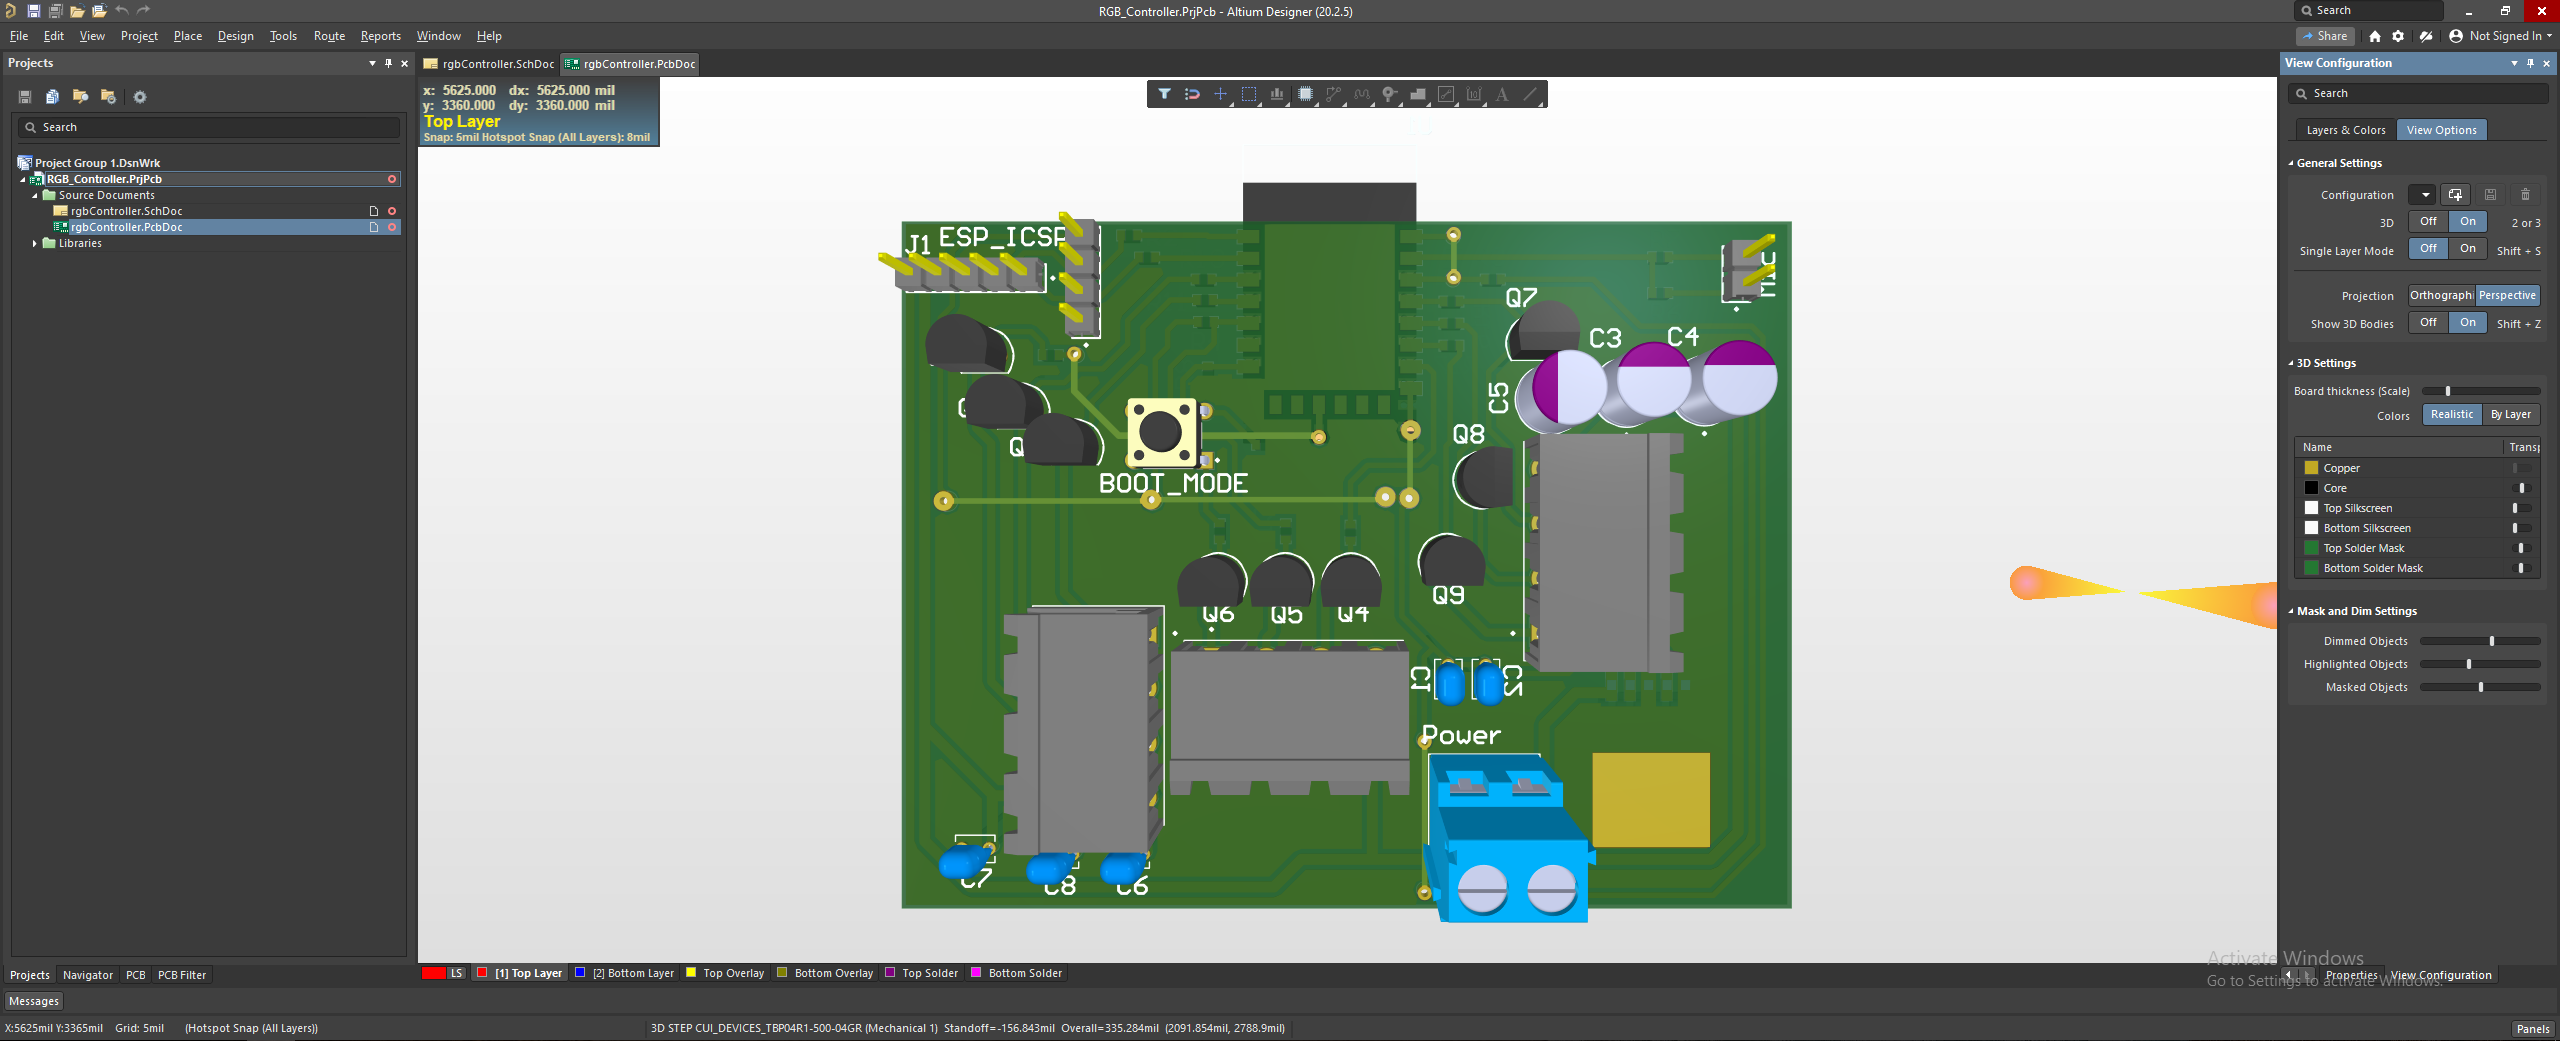 RGB_Controller.PrjPcb - Altium Designer (20.2.5)
Search
File Edit View Project Place Design Tools Route Reports Window Help
Share
Not Signed In
Projects
rgbController.SchDoc
rgbController.PcbDoc
View Configuration
x: 5625.000 dx: 5625.000 mil
y: 3360.000 dy: 3360.000 mil
Top Layer
Snap: 5mil Hotspot Snap (All Layers): 8mil
Search
Project Group 1.DsnWrk
RGB_Controller.PrjPcb
Source Documents
rgbController.SchDoc
rgbController.PcbDoc
Libraries
J1
ESP_ICSP
Q7
C3
C4
C5
Q8
BOOT_MODE
Q6
Q5
Q4
Q9
C1
C2
Power
C7
C8
C6
Search
Layers & Colors
View Options
General Settings
Configuration
3D Off On 2 or 3
Single Layer Mode Off On Shift + S
Projection Orthographi Perspective
Show 3D Bodies Off On Shift + Z
3D Settings
Board thickness (Scale)
Colors Realistic By Layer
Name Transp
Copper
Core
Top Silkscreen
Bottom Silkscreen
Top Solder Mask
Bottom Solder Mask
Mask and Dim Settings
Dimmed Objects
Highlighted Objects
Masked Objects
Activate Windows
Go to Settings to activate Windows.
Projects Navigator PCB PCB Filter
LS [1] Top Layer [2] Bottom Layer Top Overlay Bottom Overlay Top Solder Bottom Solder
Properties View Configuration
Messages
X:5625mil Y:3365mil Grid: 5mil (Hotspot Snap (All Layers))
3D STEP CUI_DEVICES_TBP04R1-500-04GR (Mechanical 1) Standoff=-156.843mil Overall=335.284mil (2091.854mil, 2788.9mil)
Panels